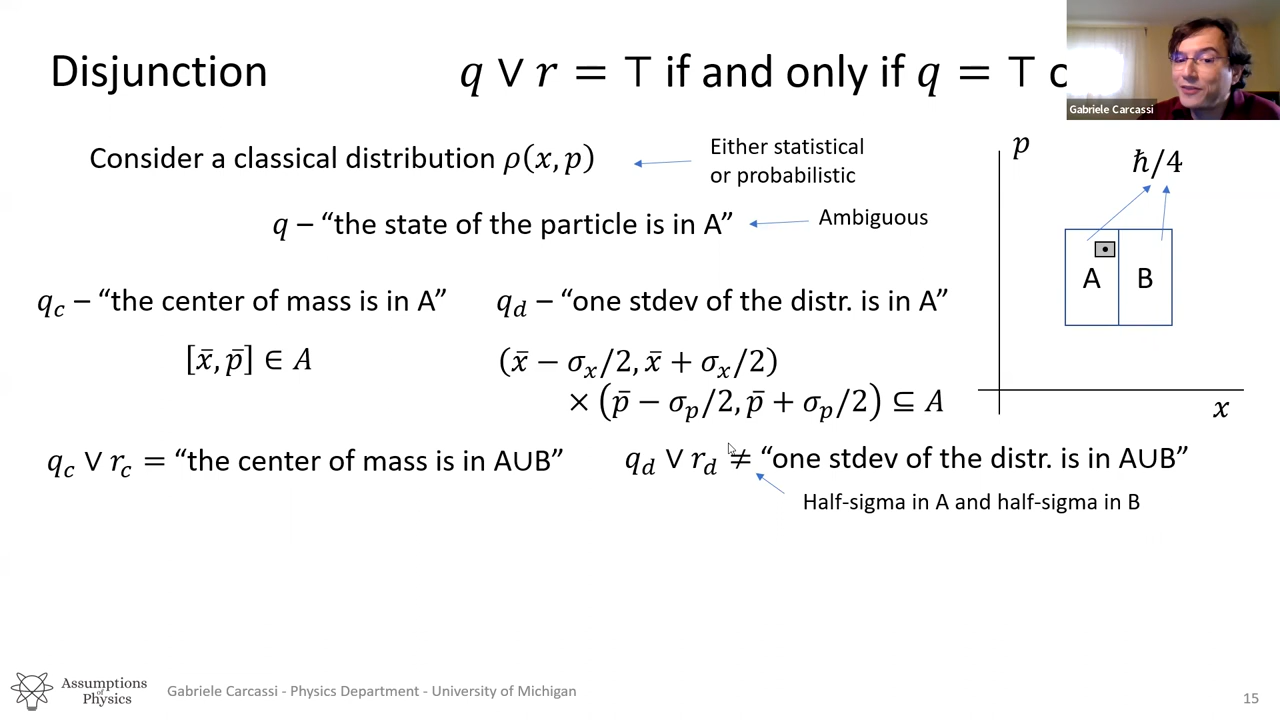 Disjunction
q ∨ r = ⊤ if and only if q = ⊤
Gabriele Carcassi
Consider a classical distribution ρ(x, p)
Either statistical
or probabilistic
p
ħ/4
q – “the state of the particle is in A”
Ambiguous
A B
q_c – “the center of mass is in A”
q_d – “one stdev of the distr. is in A”
[x̄, p̄] ∈ A
(x̄ − σ_x/2, x̄ + σ_x/2)
× (p̄ − σ_p/2, p̄ + σ_p/2) ⊆ A
x
q_c ∨ r_c = “the center of mass is in A∪B”
q_d ∨ r_d ≠ “one stdev of the distr. is in A∪B”
Half-sigma in A and half-sigma in B
Assumptions
of
Physics
Gabriele Carcassi - Physics Department - University of Michigan
15